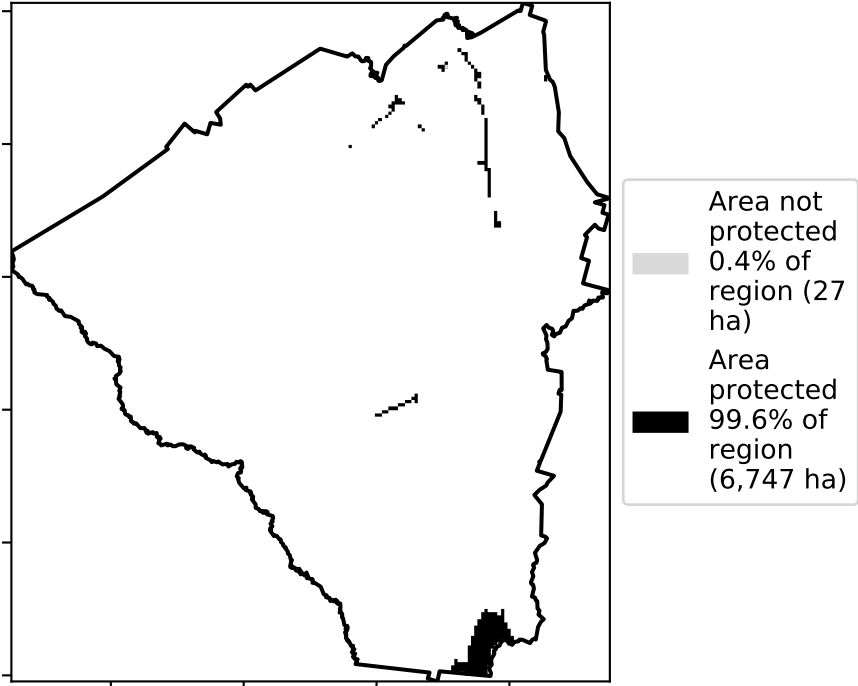 Area not
protected
0.4% of
region (27
ha)
Area
protected
99.6% of
region
(6,747 ha)